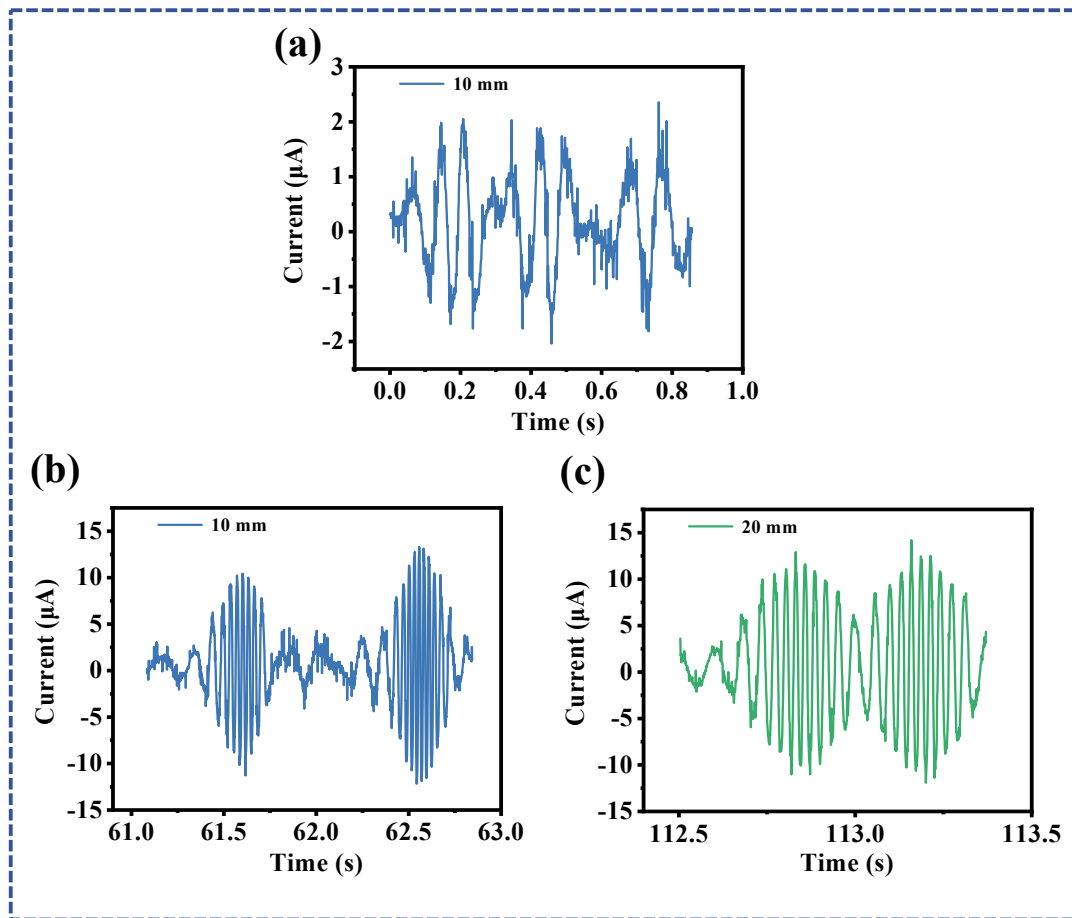 (a)
10 mm
3
2
1
0
-1
-2
Current (μA)
0.0 0.2 0.4 0.6 0.8 1.0
Time (s)
(b)
10 mm
15
10
5
0
-5
-10
-15
Current (μA)
61.0 61.5 62.0 62.5 63.0
Time (s)
(c)
20 mm
15
10
5
0
-5
-10
-15
Current (μA)
112.5 113.0 113.5
Time (s)